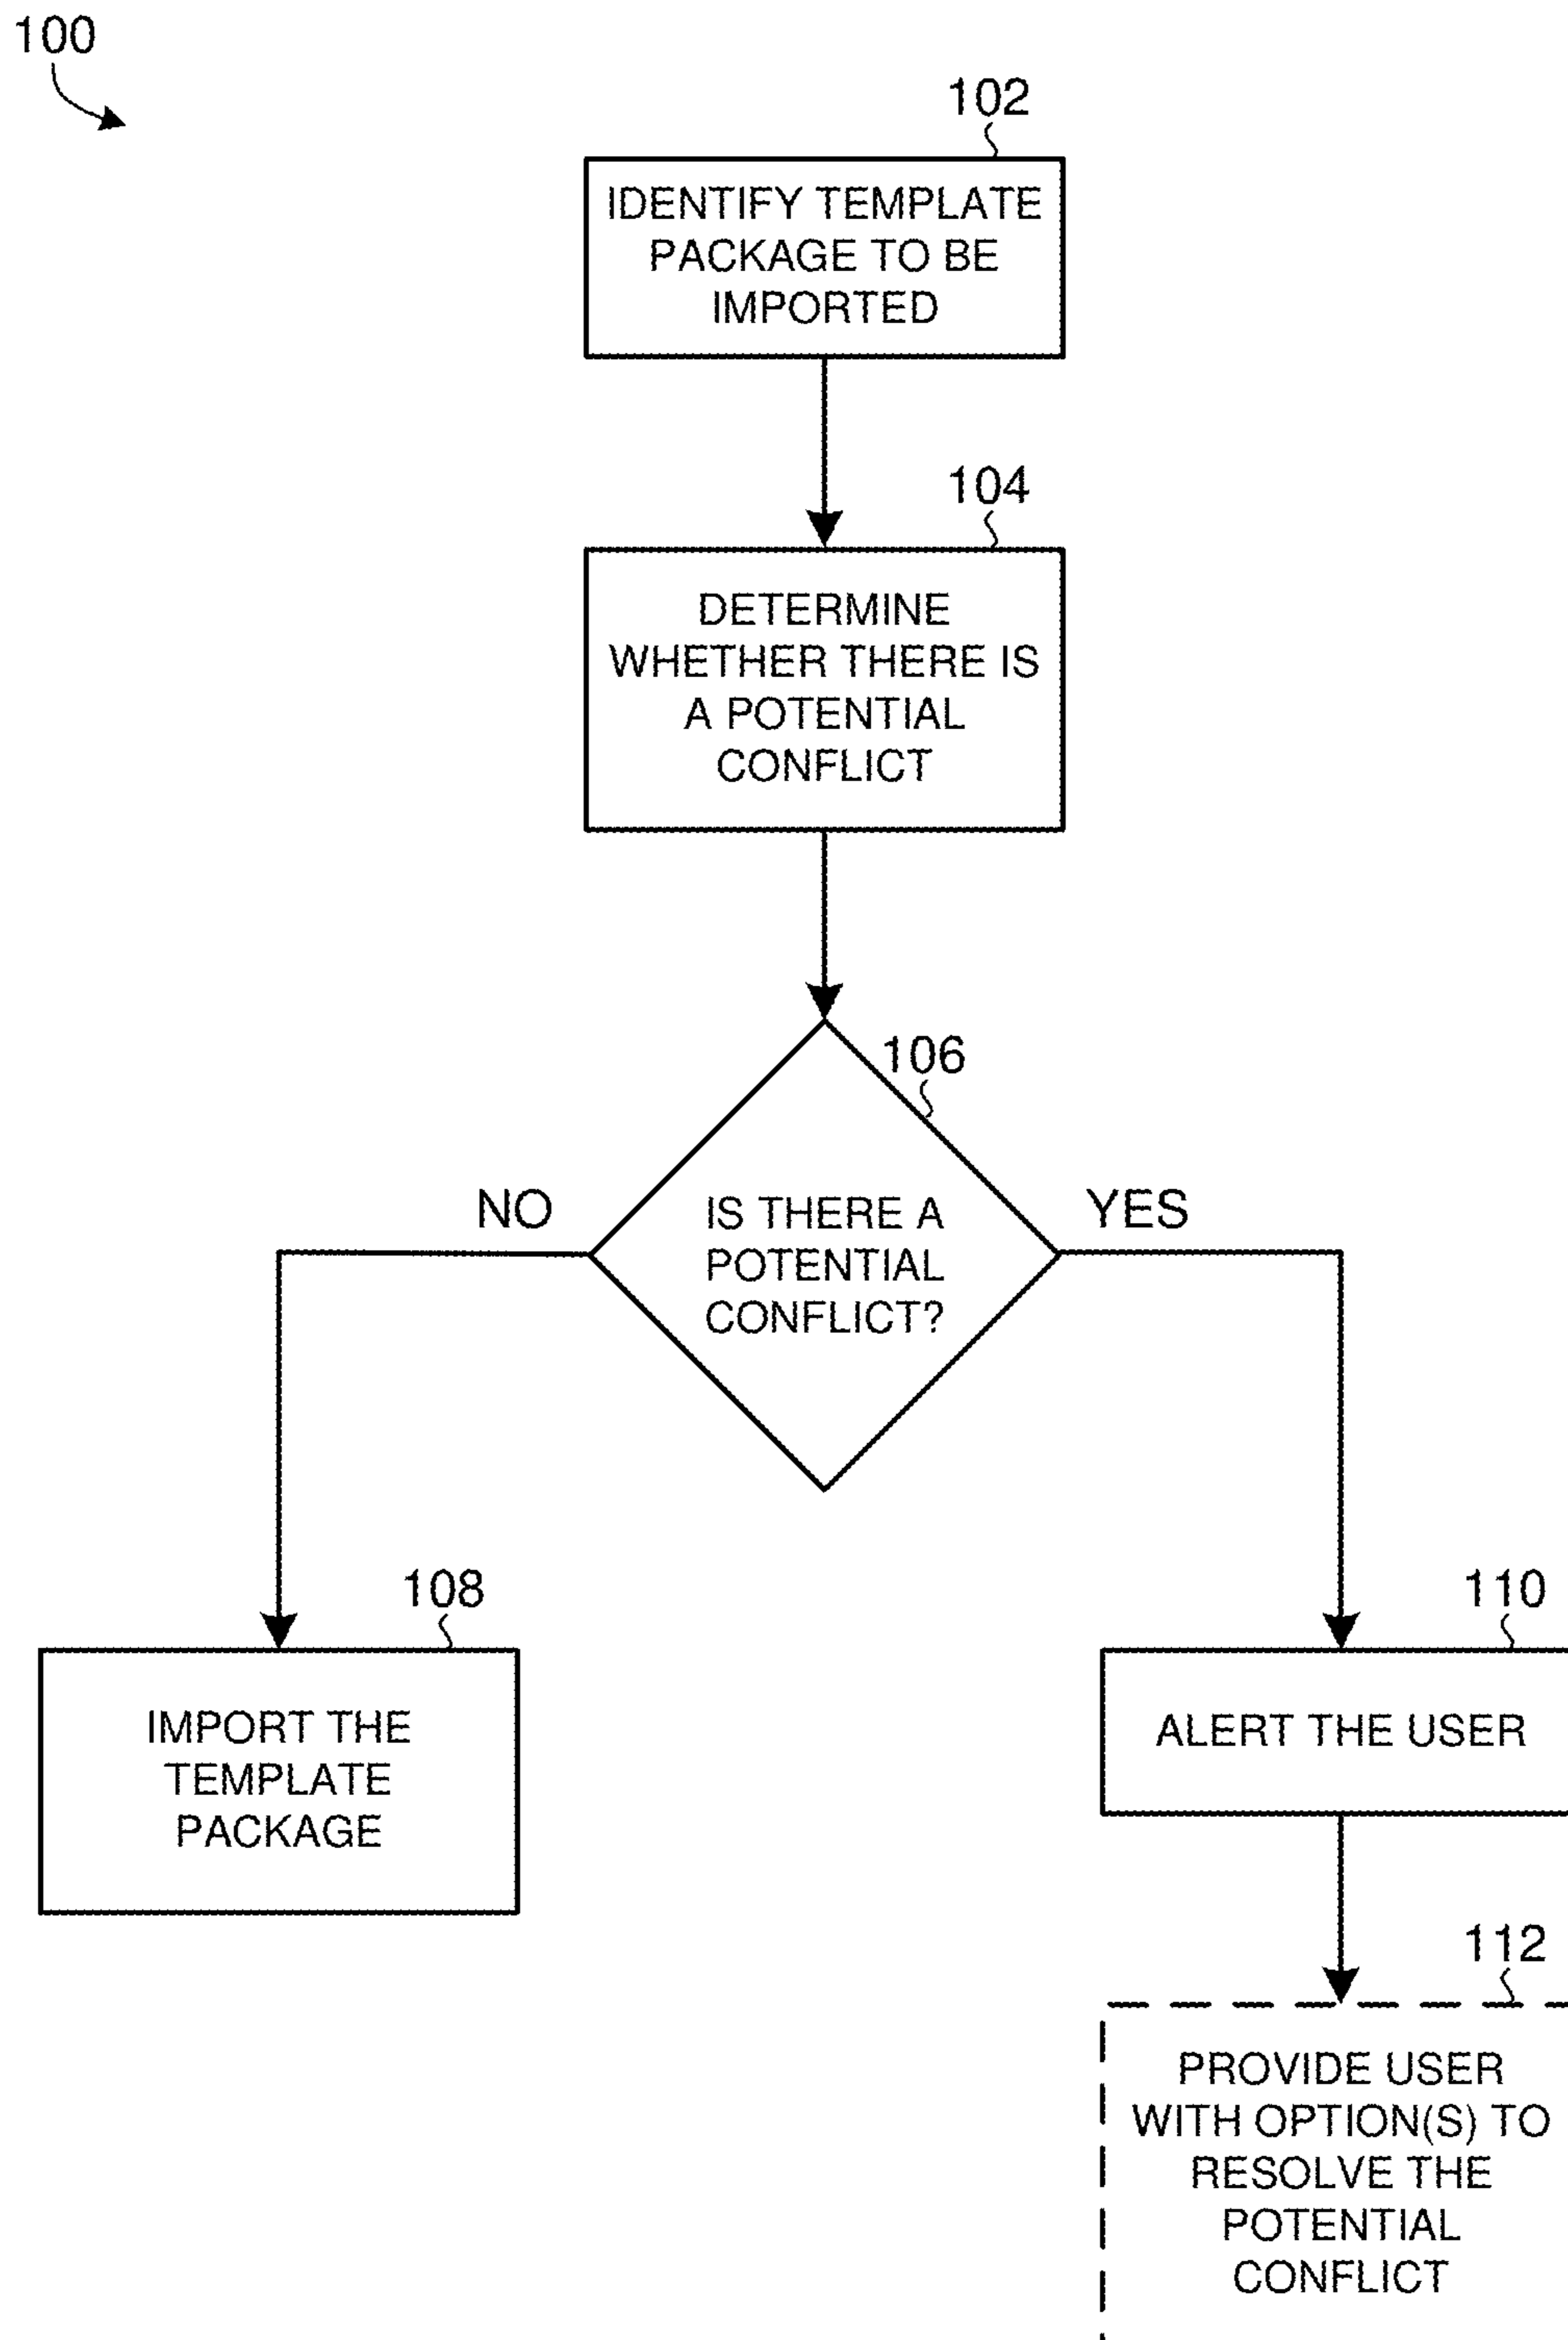 100
102
IDENTIFY TEMPLATE
PACKAGE TO BE
IMPORTED
104
DETERMINE
WHETHER THERE IS
A POTENTIAL
CONFLICT
106
IS THERE A
POTENTIAL
CONFLICT?
NO
YES
108
IMPORT THE
TEMPLATE
PACKAGE
110
ALERT THE USER
112
PROVIDE USER
WITH OPTION(S) TO
RESOLVE THE
POTENTIAL
CONFLICT